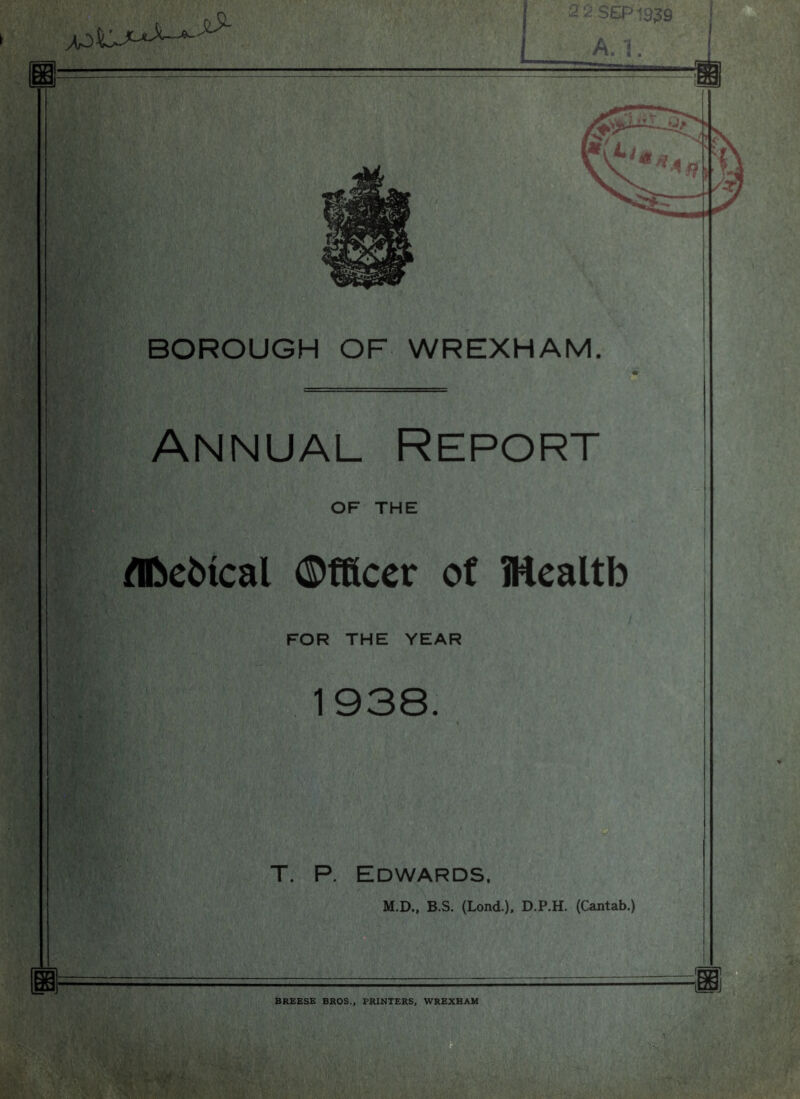 22 SEP 1939
A. 1.
LIBRARY
BOROUGH OF WREXHAM.
ANNUAL REPORT
OF THE
Medical Officer of Health
FOR THE YEAR
1938.
T. P. EDWARDS,
M.D., B.S. (Lond.), D.P.H. (Cantab.)
BREESE BROS., PRINTERS, WREXHAM